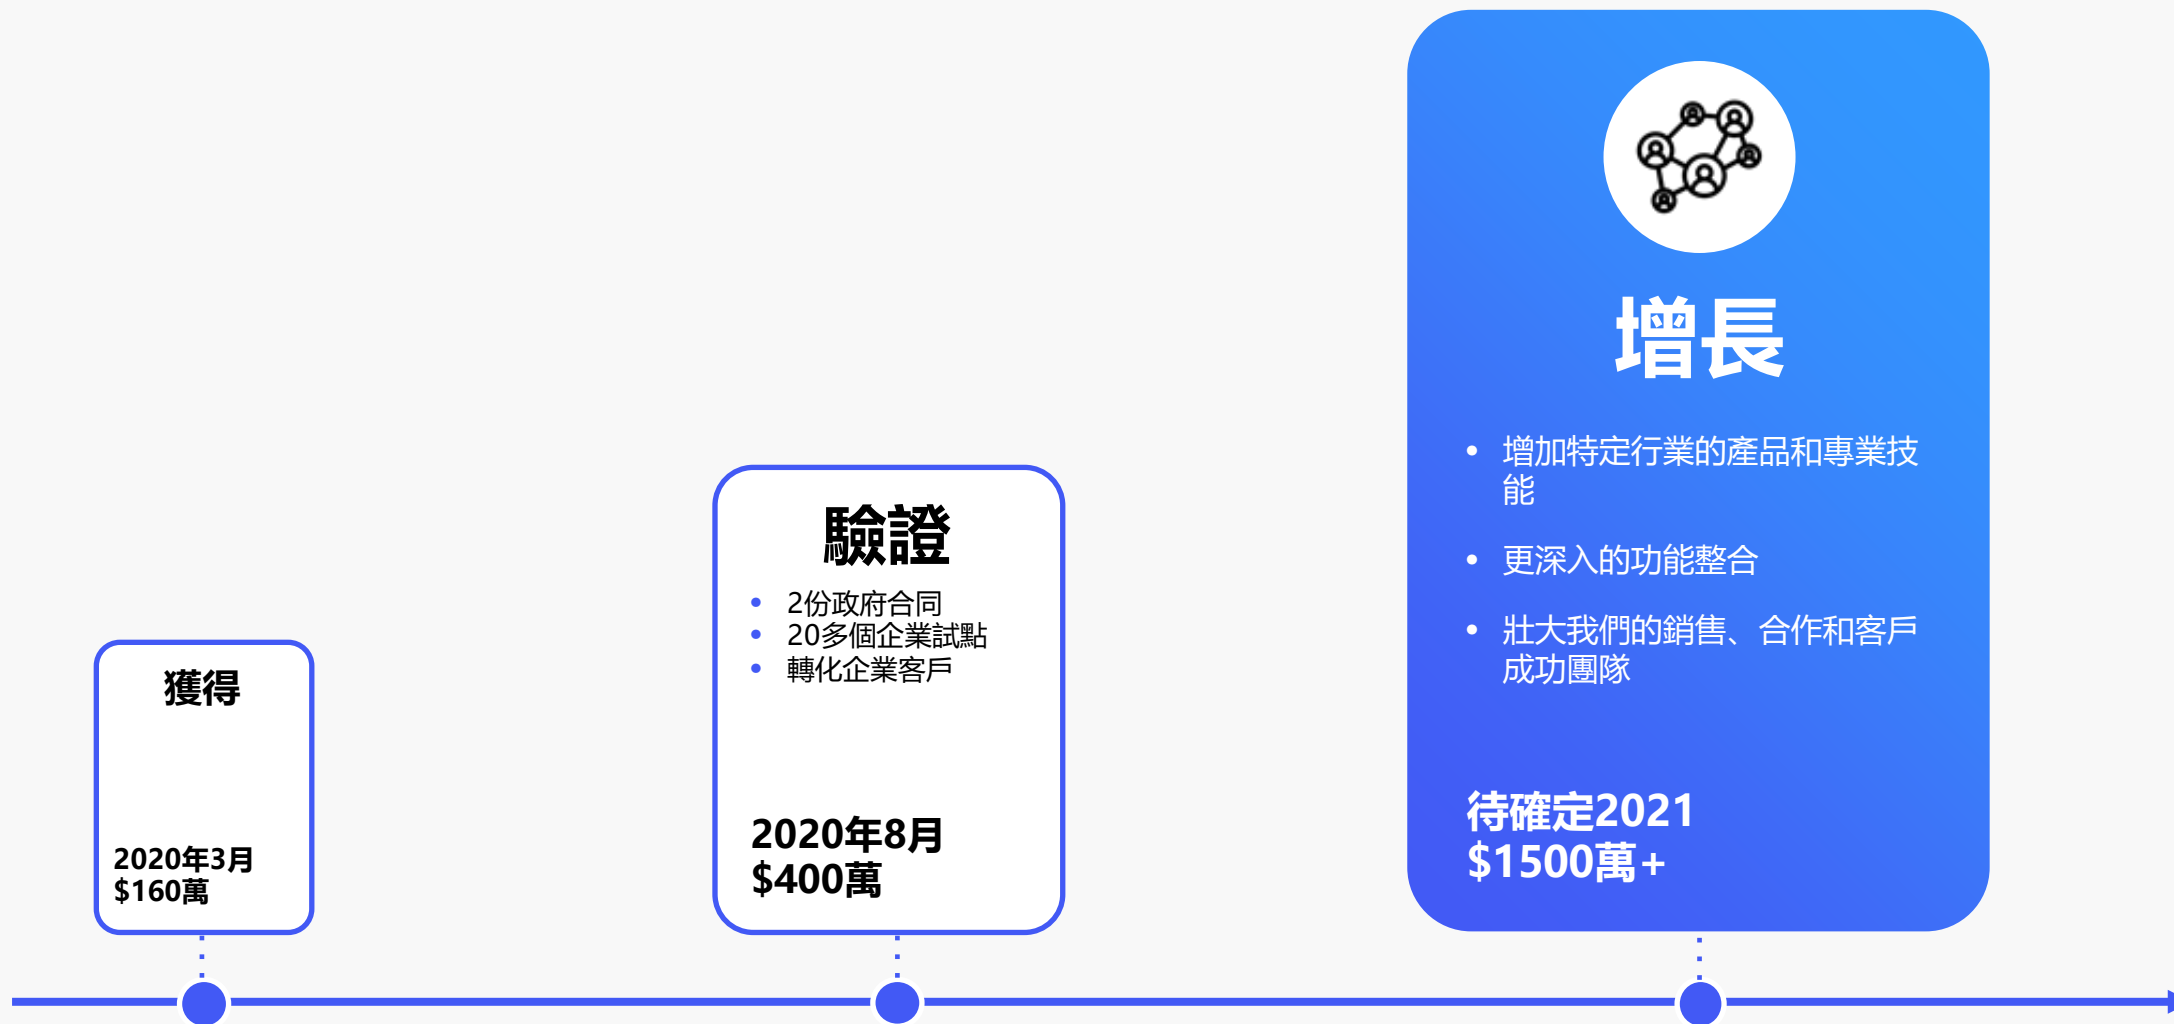 獲得
2020年3月
$160萬
驗證
• 2份政府合同
• 20多個企業試點
• 轉化企業客戶
2020年8月
$400萬
增長
• 增加特定行業的產品和專業技
能
• 更深入的功能整合
• 壯大我們的銷售、合作和客戶
成功團隊
待確定2021
$1500萬+